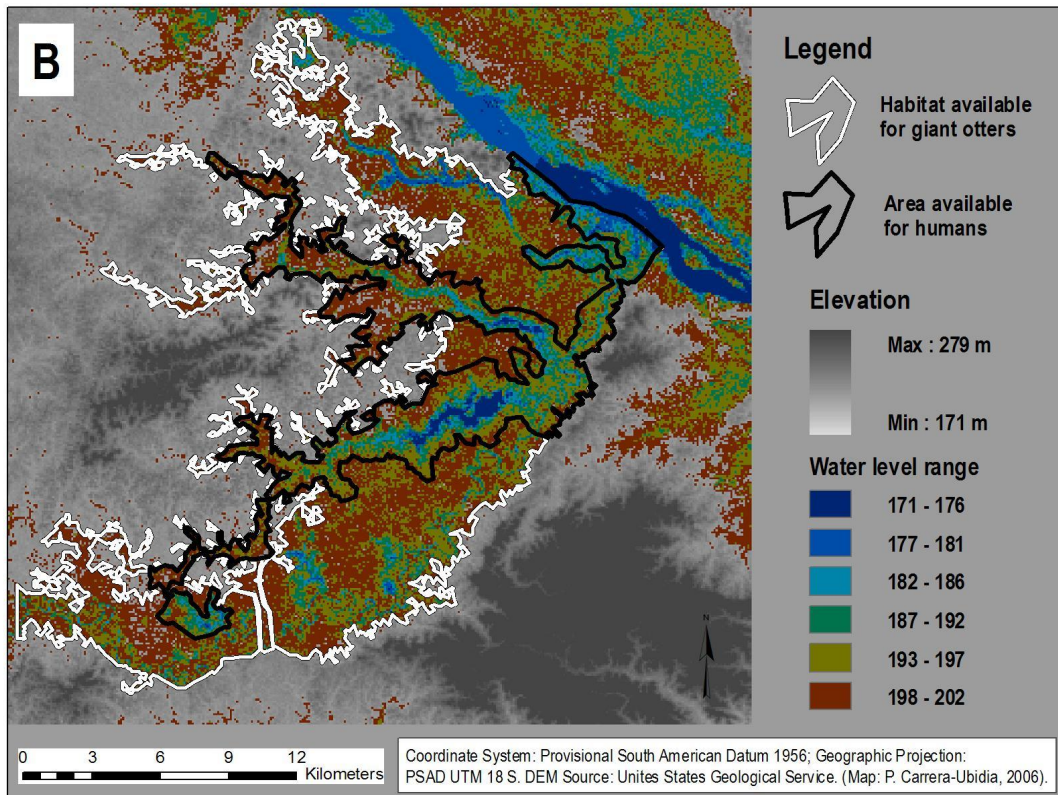 B
Legend
Habitat available
for giant otters
Area available
for humans
Elevation
Max : 279 m
Min : 171 m
Water level range
171 - 176
177 - 181
182 - 186
187 - 192
193 - 197
198 - 202
N
0 3 6 9 12
Kilometers
Coordinate System: Provisional South American Datum 1956; Geographic Projection:
PSAD UTM 18 S. DEM Source: Unites States Geological Service. (Map: P. Carrera-Ubidia, 2006).